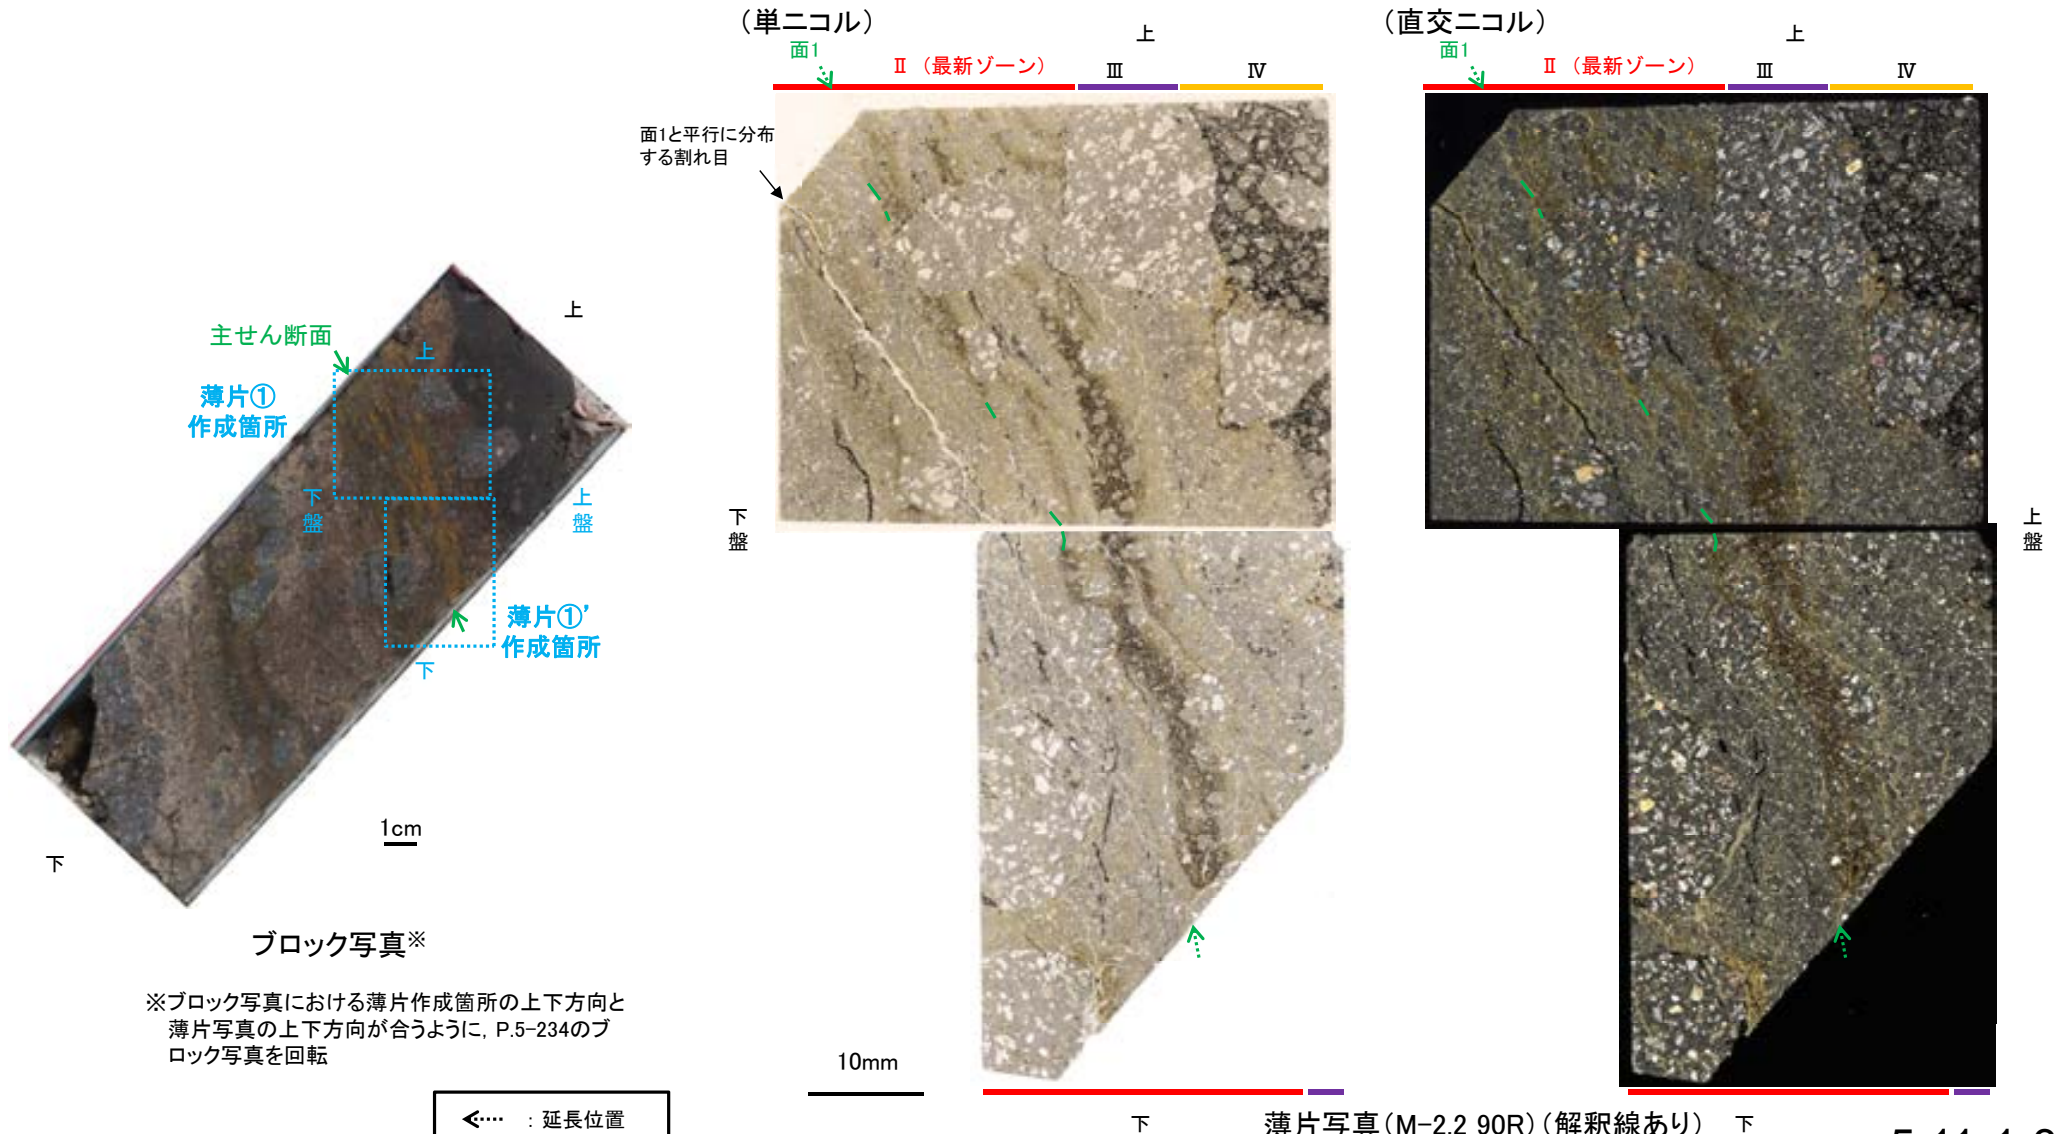 (単ニコル)
面1
上
Ⅱ (最新ゾーン)
Ⅲ
Ⅳ
(直交ニコル)
面1
上
Ⅱ (最新ゾーン)
Ⅲ
Ⅳ
面1と平行に分布
する割れ目
上
主せん断面
上
薄片①
作成箇所
下
盤
上
盤
薄片①’
作成箇所
下
下
盤
上
盤
1cm
下
ブロック写真※
※ブロック写真における薄片作成箇所の上下方向と
薄片写真の上下方向が合うように, P.5-234のブ
ロック写真を回転
10mm
：延長位置
下
薄片写真(M-2.2 90R)(解釈線あり)
下